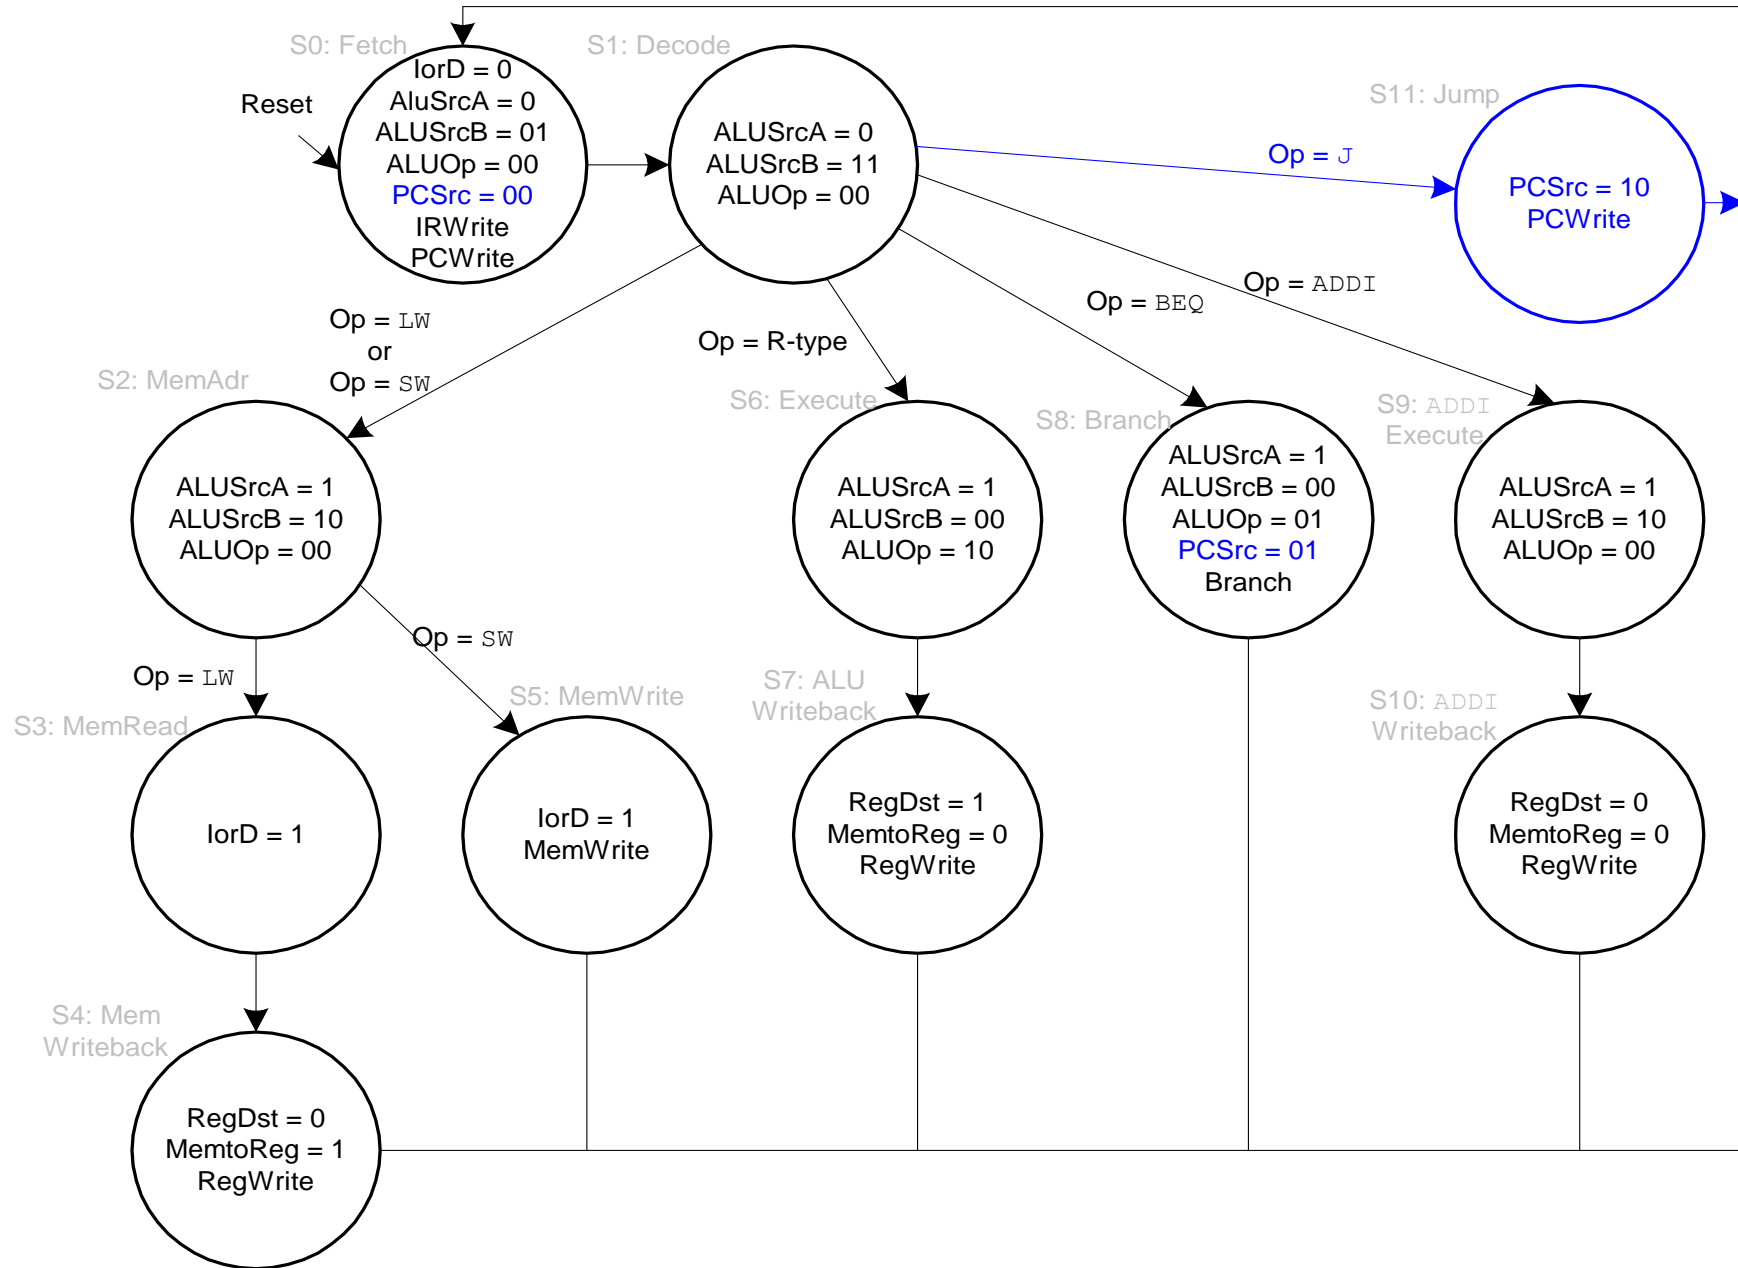 S0: Fetch
IorD = 0
AluSrcA = 0
ALUSrcB = 01
ALUOp = 00
PCSrc = 00
IRWrite
PCWrite
Reset
S1: Decode
ALUSrcA = 0
ALUSrcB = 11
ALUOp = 00
S11: Jump
Op = J
PCSrc = 10
PCWrite
Op = LW
or
Op = SW
Op = R-type
Op = BEQ
Op = ADDI
S2: MemAdr
ALUSrcA = 1
ALUSrcB = 10
ALUOp = 00
S6: Execute
ALUSrcA = 1
ALUSrcB = 00
ALUOp = 10
S8: Branch
ALUSrcA = 1
ALUSrcB = 00
ALUOp = 01
PCSrc = 01
Branch
S9: ADDI
Execute
ALUSrcA = 1
ALUSrcB = 10
ALUOp = 00
Op = LW
Op = SW
S3: MemRead
IorD = 1
S5: MemWrite
IorD = 1
MemWrite
S7: ALU
Writeback
RegDst = 1
MemtoReg = 0
RegWrite
S10: ADDI
Writeback
RegDst = 0
MemtoReg = 0
RegWrite
S4: Mem
Writeback
RegDst = 0
MemtoReg = 1
RegWrite